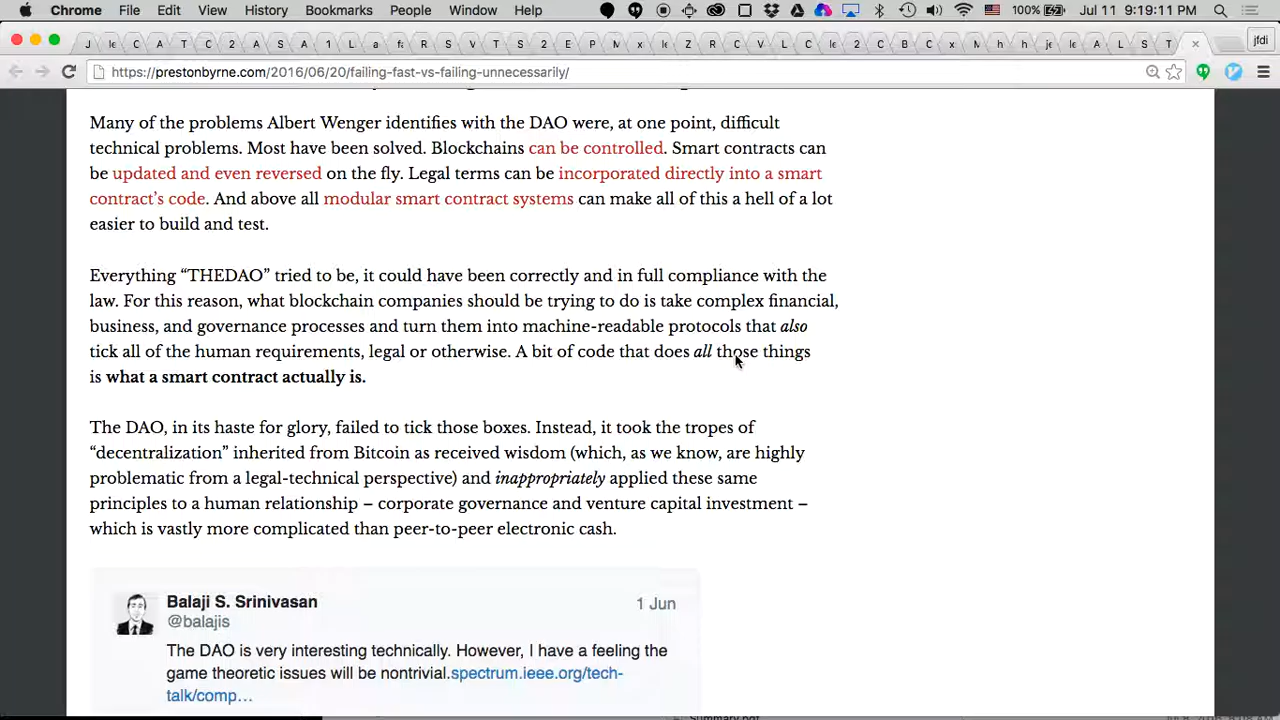 Chrome File Edit View History Bookmarks People Window Help 100% Jul 11 9:19:11 PM
jfdi
https://prestonbyrne.com/2016/06/20/failing-fast-vs-failing-unnecessarily/
Many of the problems Albert Wenger identifies with the DAO were, at one point, difficult
technical problems. Most have been solved. Blockchains can be controlled. Smart contracts can
be updated and even reversed on the fly. Legal terms can be incorporated directly into a smart
contract's code. And above all modular smart contract systems can make all of this a hell of a lot
easier to build and test.
Everything “THEDAO” tried to be, it could have been correctly and in full compliance with the
law. For this reason, what blockchain companies should be trying to do is take complex financial,
business, and governance processes and turn them into machine-readable protocols that also
tick all of the human requirements, legal or otherwise. A bit of code that does all those things
is what a smart contract actually is.
The DAO, in its haste for glory, failed to tick those boxes. Instead, it took the tropes of
“decentralization” inherited from Bitcoin as received wisdom (which, as we know, are highly
problematic from a legal-technical perspective) and inappropriately applied these same
principles to a human relationship – corporate governance and venture capital investment –
which is vastly more complicated than peer-to-peer electronic cash.
Balaji S. Srinivasan 1 Jun
@balajis
The DAO is very interesting technically. However, I have a feeling the
game theoretic issues will be nontrivial.spectrum.ieee.org/tech-
talk/comp…